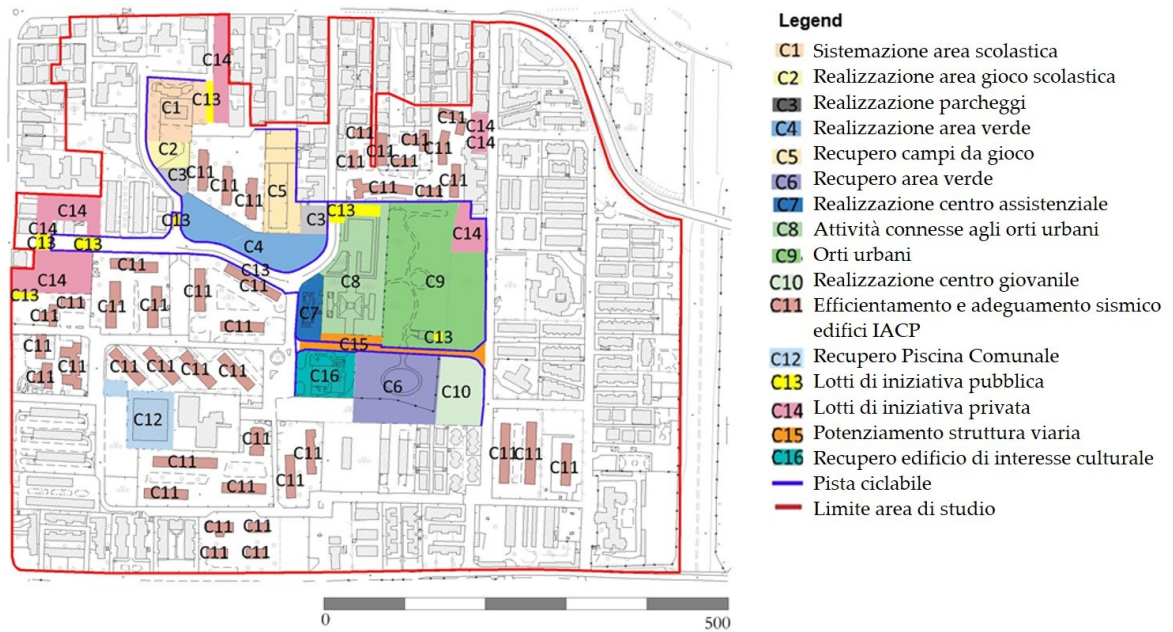 Legend
C1 Sistemazione area scolastica
C2 Realizzazione area gioco scolastica
C3 Realizzazione parcheggi
C4 Realizzazione area verde
C5 Recupero campi da gioco
C6 Recupero area verde
C7 Realizzazione centro assistenziale
C8 Attività connesse agli orti urbani
C9 Orti urbani
C10 Realizzazione centro giovanile
C11 Efficientamento e adeguamento sismico
edifici IACP
C12 Recupero Piscina Comunale
C13 Lotti di iniziativa pubblica
C14 Lotti di iniziativa privata
C15 Potenziamento struttura viaria
C16 Recupero edificio di interesse culturale
Pista ciclabile
Limite area di studio
C14
C1 C13
C11
C14
C11 C11
C14
C2
C11 C11
C11 C11
C3 C11
C11
C5
C11 C11
C11
C11
C14
C13
C3
C13
C14
C14
C13 C13
C4
C14
C11
C13
C11
C11
C8
C9
C13
C11
C11 C11
C7
C11
C11
C13
C15
C11
C11
C11
C11 C11 C11 C11
C16
C6
C10
C12
C11
C11
C11 C11
C11
C11
C11
C11
C11
C11 C11
C11 C11
0 500